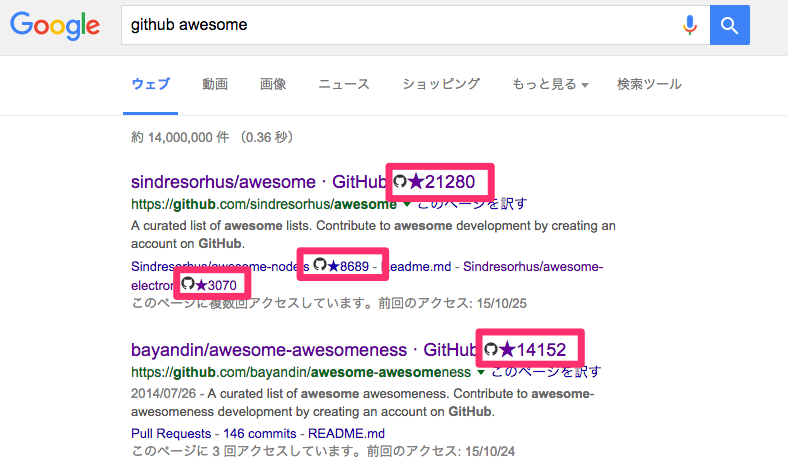 Google
github awesome
ウェブ 動画 画像 ニュース ショッピング もっと見る 検索ツール
約 14,000,000 件 （0.36 秒）
sindresorhus/awesome · GitHub ★21280
https://github.com/sindresorhus/awesome このページを訳す
A curated list of awesome lists. Contribute to awesome development by creating an
account on GitHub.
Sindresorhus/awesome-nodejs ★8689 - Readme.md - Sindresorhus/awesome-
electron ★3070
このページに複数回アクセスしています。前回のアクセス: 15/10/25
bayandin/awesome-awesomeness · GitHub ★14152
https://github.com/bayandin/awesome-awesomeness このページを訳す
2014/07/26 - A curated list of awesome awesomeness. Contribute to awesome-
awesomeness development by creating an account on GitHub.
Pull Requests - 146 commits - README.md
このページに 3 回アクセスしています。前回のアクセス: 15/10/24